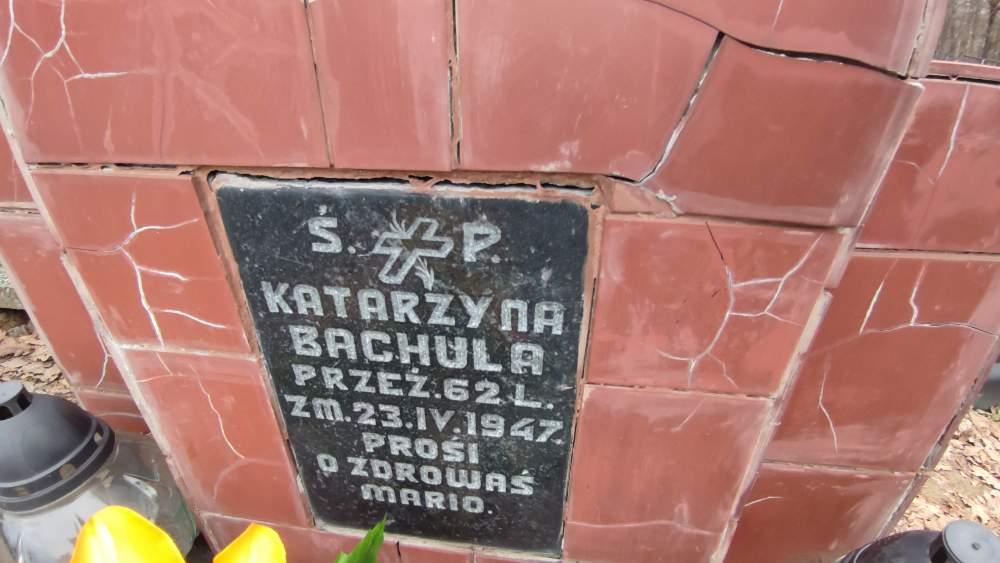 Ś. P.
KATARZYNA
BACHULA
PRZEŻ. 62 L.
ZM. 23. IV. 1947.
PROSI
O ZDROWAŚ
MARIO.